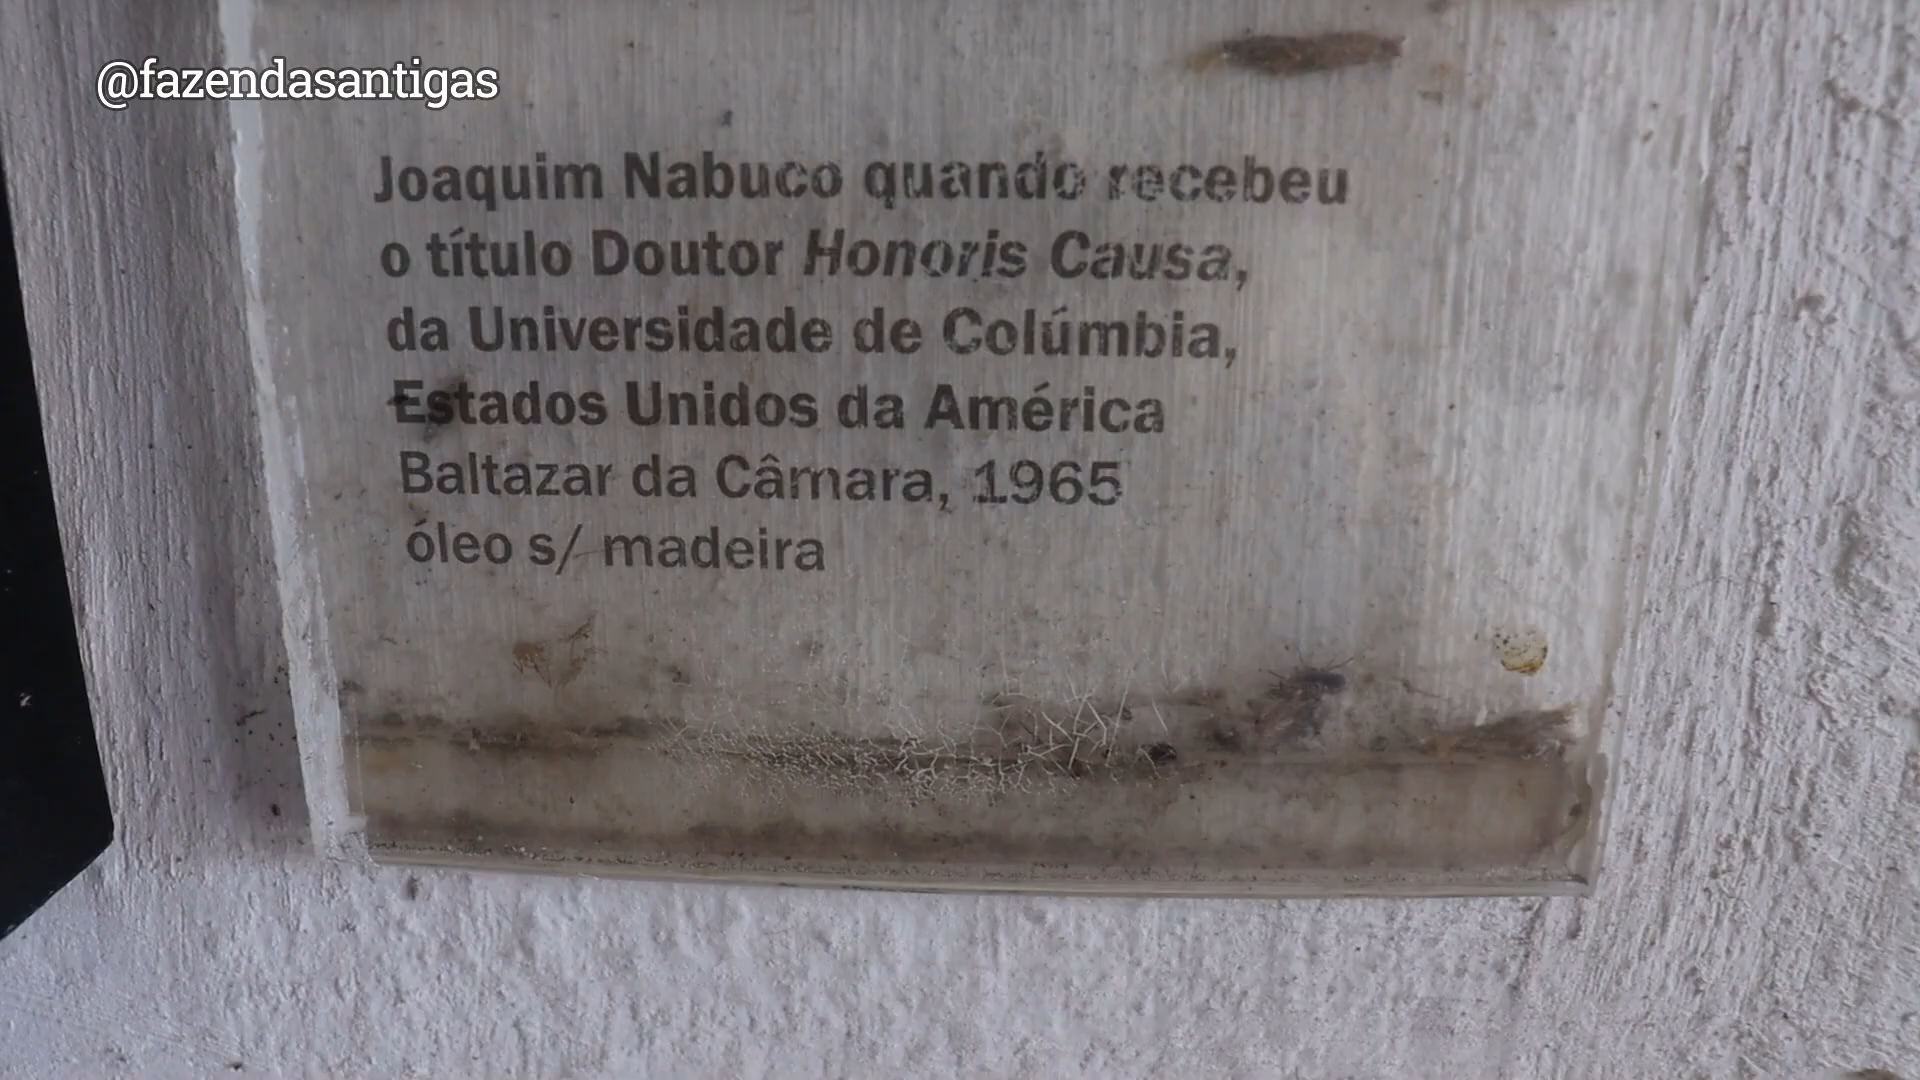 @fazendasantigas
Joaquim Nabuco quando recebeu
o título Doutor Honoris Causa,
da Universidade de Colúmbia,
Estados Unidos da América
Baltazar da Câmara, 1965
óleo s/ madeira